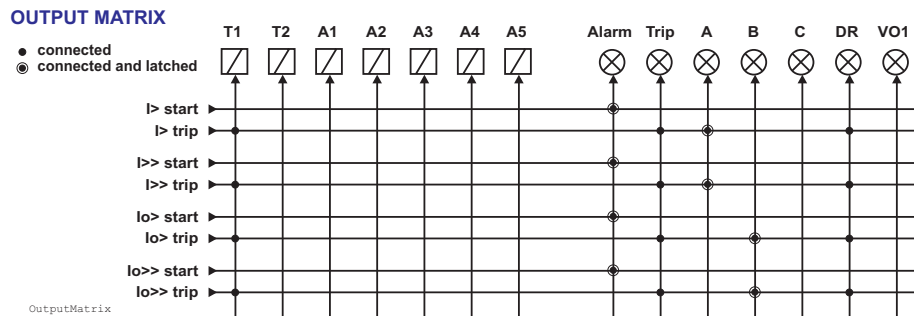 OUTPUT MATRIX
connected
connected and latched
T1 T2 A1 A2 A3 A4 A5 Alarm Trip A B C DR VO1
I> start
I> trip
I>> start
I>> trip
Io> start
Io> trip
Io>> start
Io>> trip
OutputMatrix